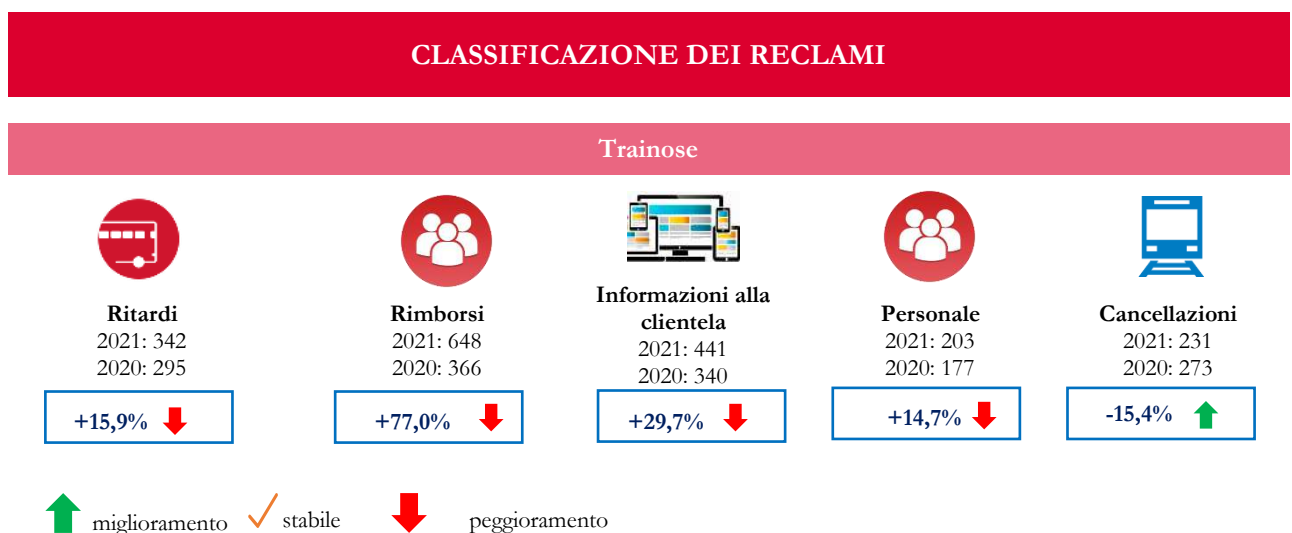 CLASSIFICAZIONE DEI RECLAMI
Trainose
Ritardi
2021: 342
2020: 295
+15,9%
Rimborsi
2021: 648
2020: 366
+77,0%
Informazioni alla
clientela
2021: 441
2020: 340
+29,7%
Personale
2021: 203
2020: 177
+14,7%
Cancellazioni
2021: 231
2020: 273
-15,4%
miglioramento
stabile
peggioramento